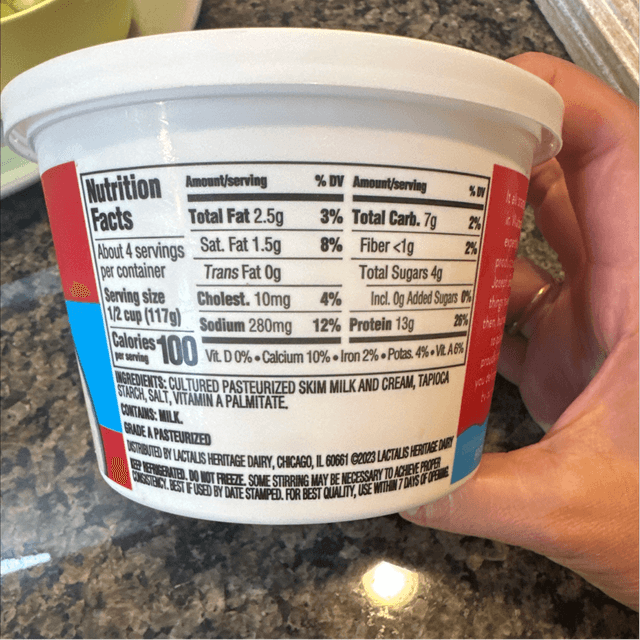 Nutrition Facts
About 4 servings per container
Serving size
1/2 cup (117g)
Calories 100
per serving
Amount/serving % DV
Total Fat 2.5g 3%
Sat. Fat 1.5g 8%
Trans Fat 0g
Cholest. 10mg 4%
Sodium 280mg 12%
Amount/serving % DV
Total Carb. 7g 2%
Fiber <1g 2%
Total Sugars 4g
Incl. 0g Added Sugars 0%
Protein 13g 26%
Vit. D 0% • Calcium 10% • Iron 2% • Potas. 4% • Vit. A 6%
INGREDIENTS: CULTURED PASTEURIZED SKIM MILK AND CREAM, TAPIOCA
STARCH, SALT, VITAMIN A PALMITATE.
CONTAINS: MILK.
GRADE A PASTEURIZED
DISTRIBUTED BY LACTALIS HERITAGE DAIRY, CHICAGO, IL 60661 ©2023 LACTALIS HERITAGE DAIRY
KEEP REFRIGERATED. DO NOT FREEZE. SOME STIRRING MAY BE NECESSARY TO ACHIEVE PROPER
CONSISTENCY. BEST IF USED BY DATE STAMPED. FOR BEST QUALITY, USE WITHIN 7 DAYS OF OPENING.